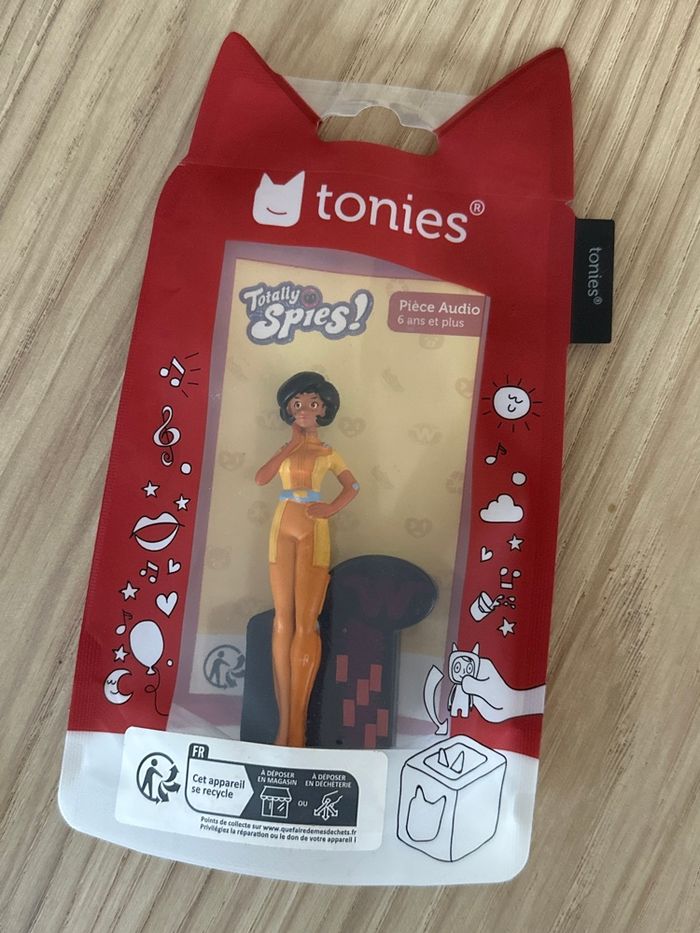 tonies®
tonies®
Totally
Spies!
Pièce Audio
6 ans et plus
W
FR
Cet appareil
se recycle
À DÉPOSER
EN MAGASIN
OU
À DÉPOSER
EN DÉCHÈTERIE
Points de collecte sur www.quefairedemesdechets.fr
Privilégiez la réparation ou le don de votre appareil !